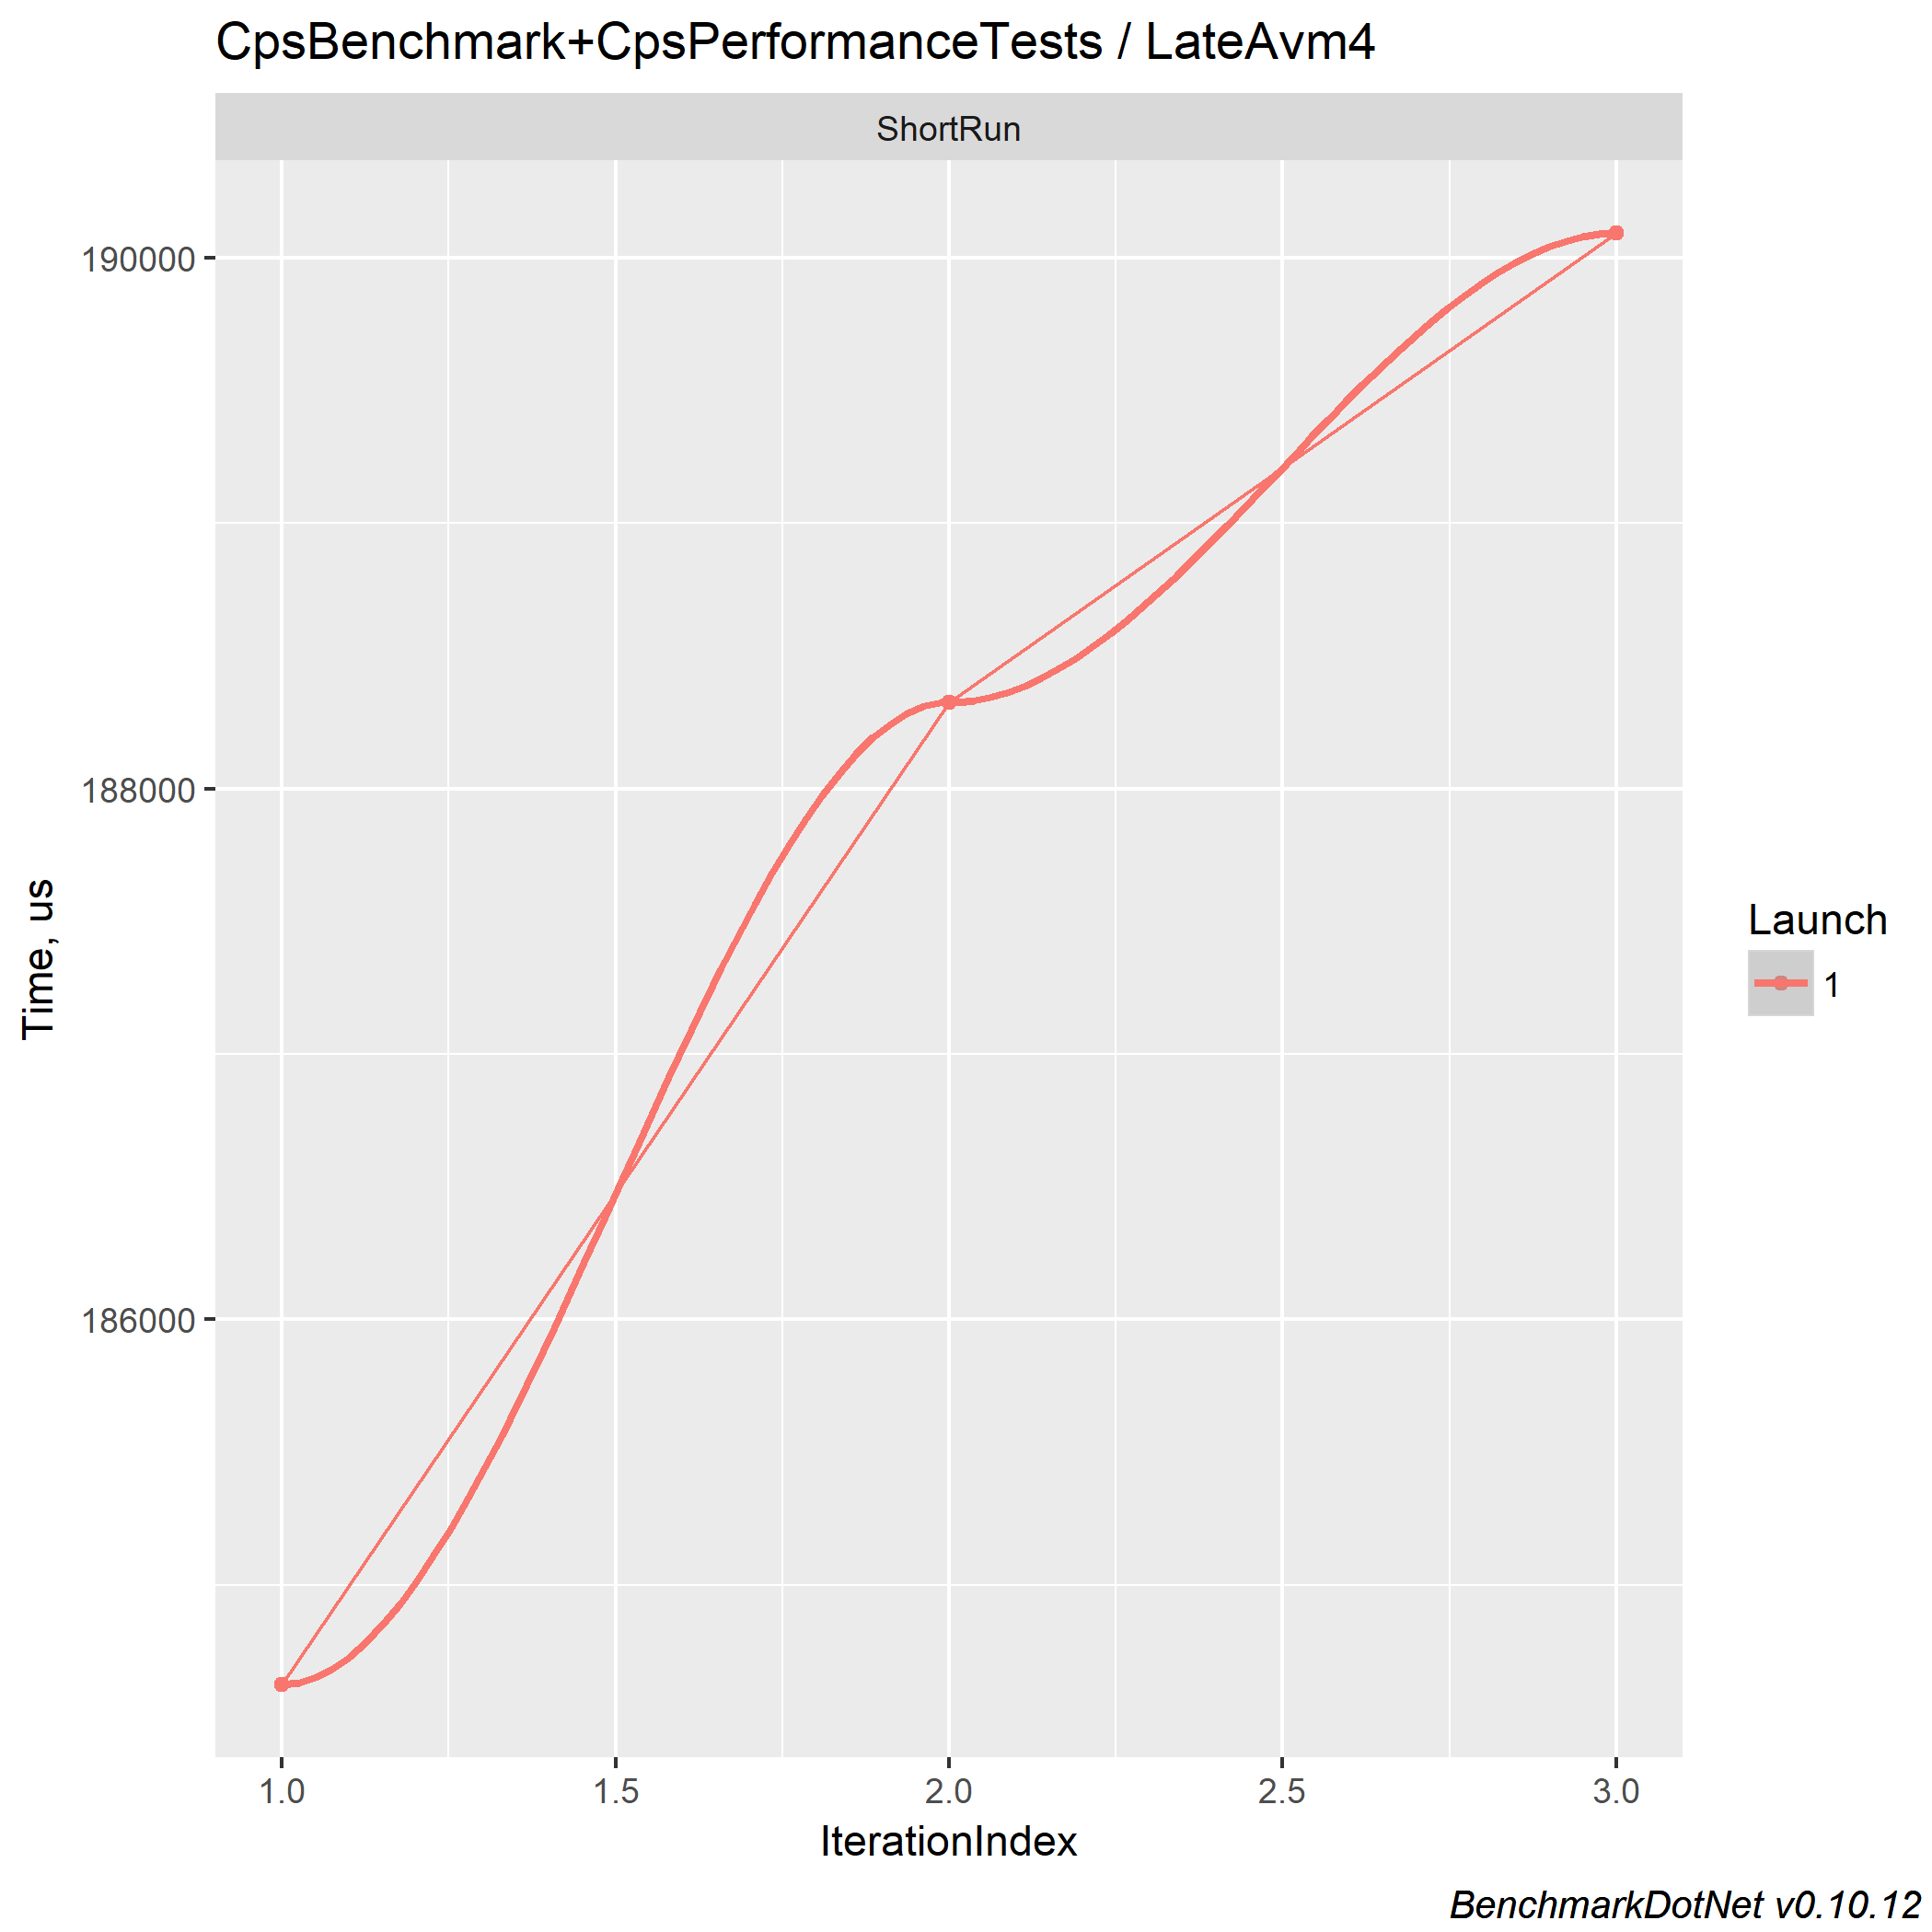 CpsBenchmark+CpsPerformanceTests / LateAvm4
ShortRun
190000
188000
186000
Time, us
1.0 1.5 2.0 2.5 3.0
IterationIndex
Launch
1
BenchmarkDotNet v0.10.12